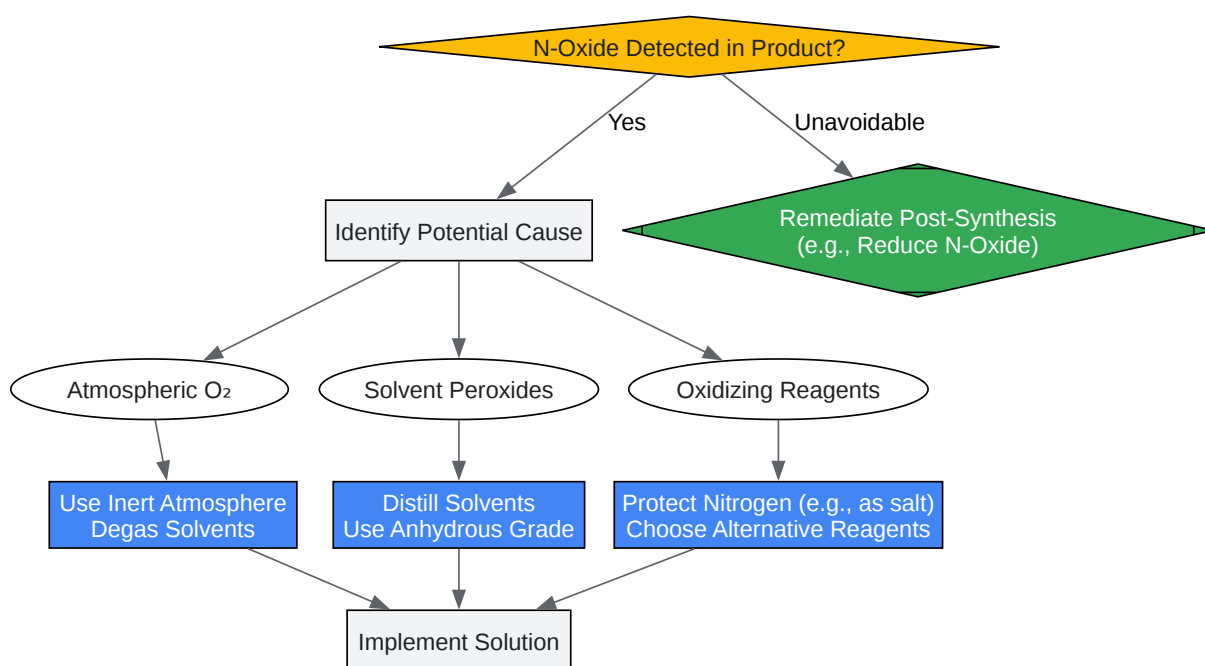 N-Oxide Detected in Product?
Yes
Unavoidable
Remediate Post-Synthesis
(e.g., Reduce N-Oxide)
Identify Potential Cause
Atmospheric O₂
Solvent Peroxides
Oxidizing Reagents
Use Inert Atmosphere
Degas Solvents
Distill Solvents
Use Anhydrous Grade
Protect Nitrogen (e.g., as salt)
Choose Alternative Reagents
Implement Solution